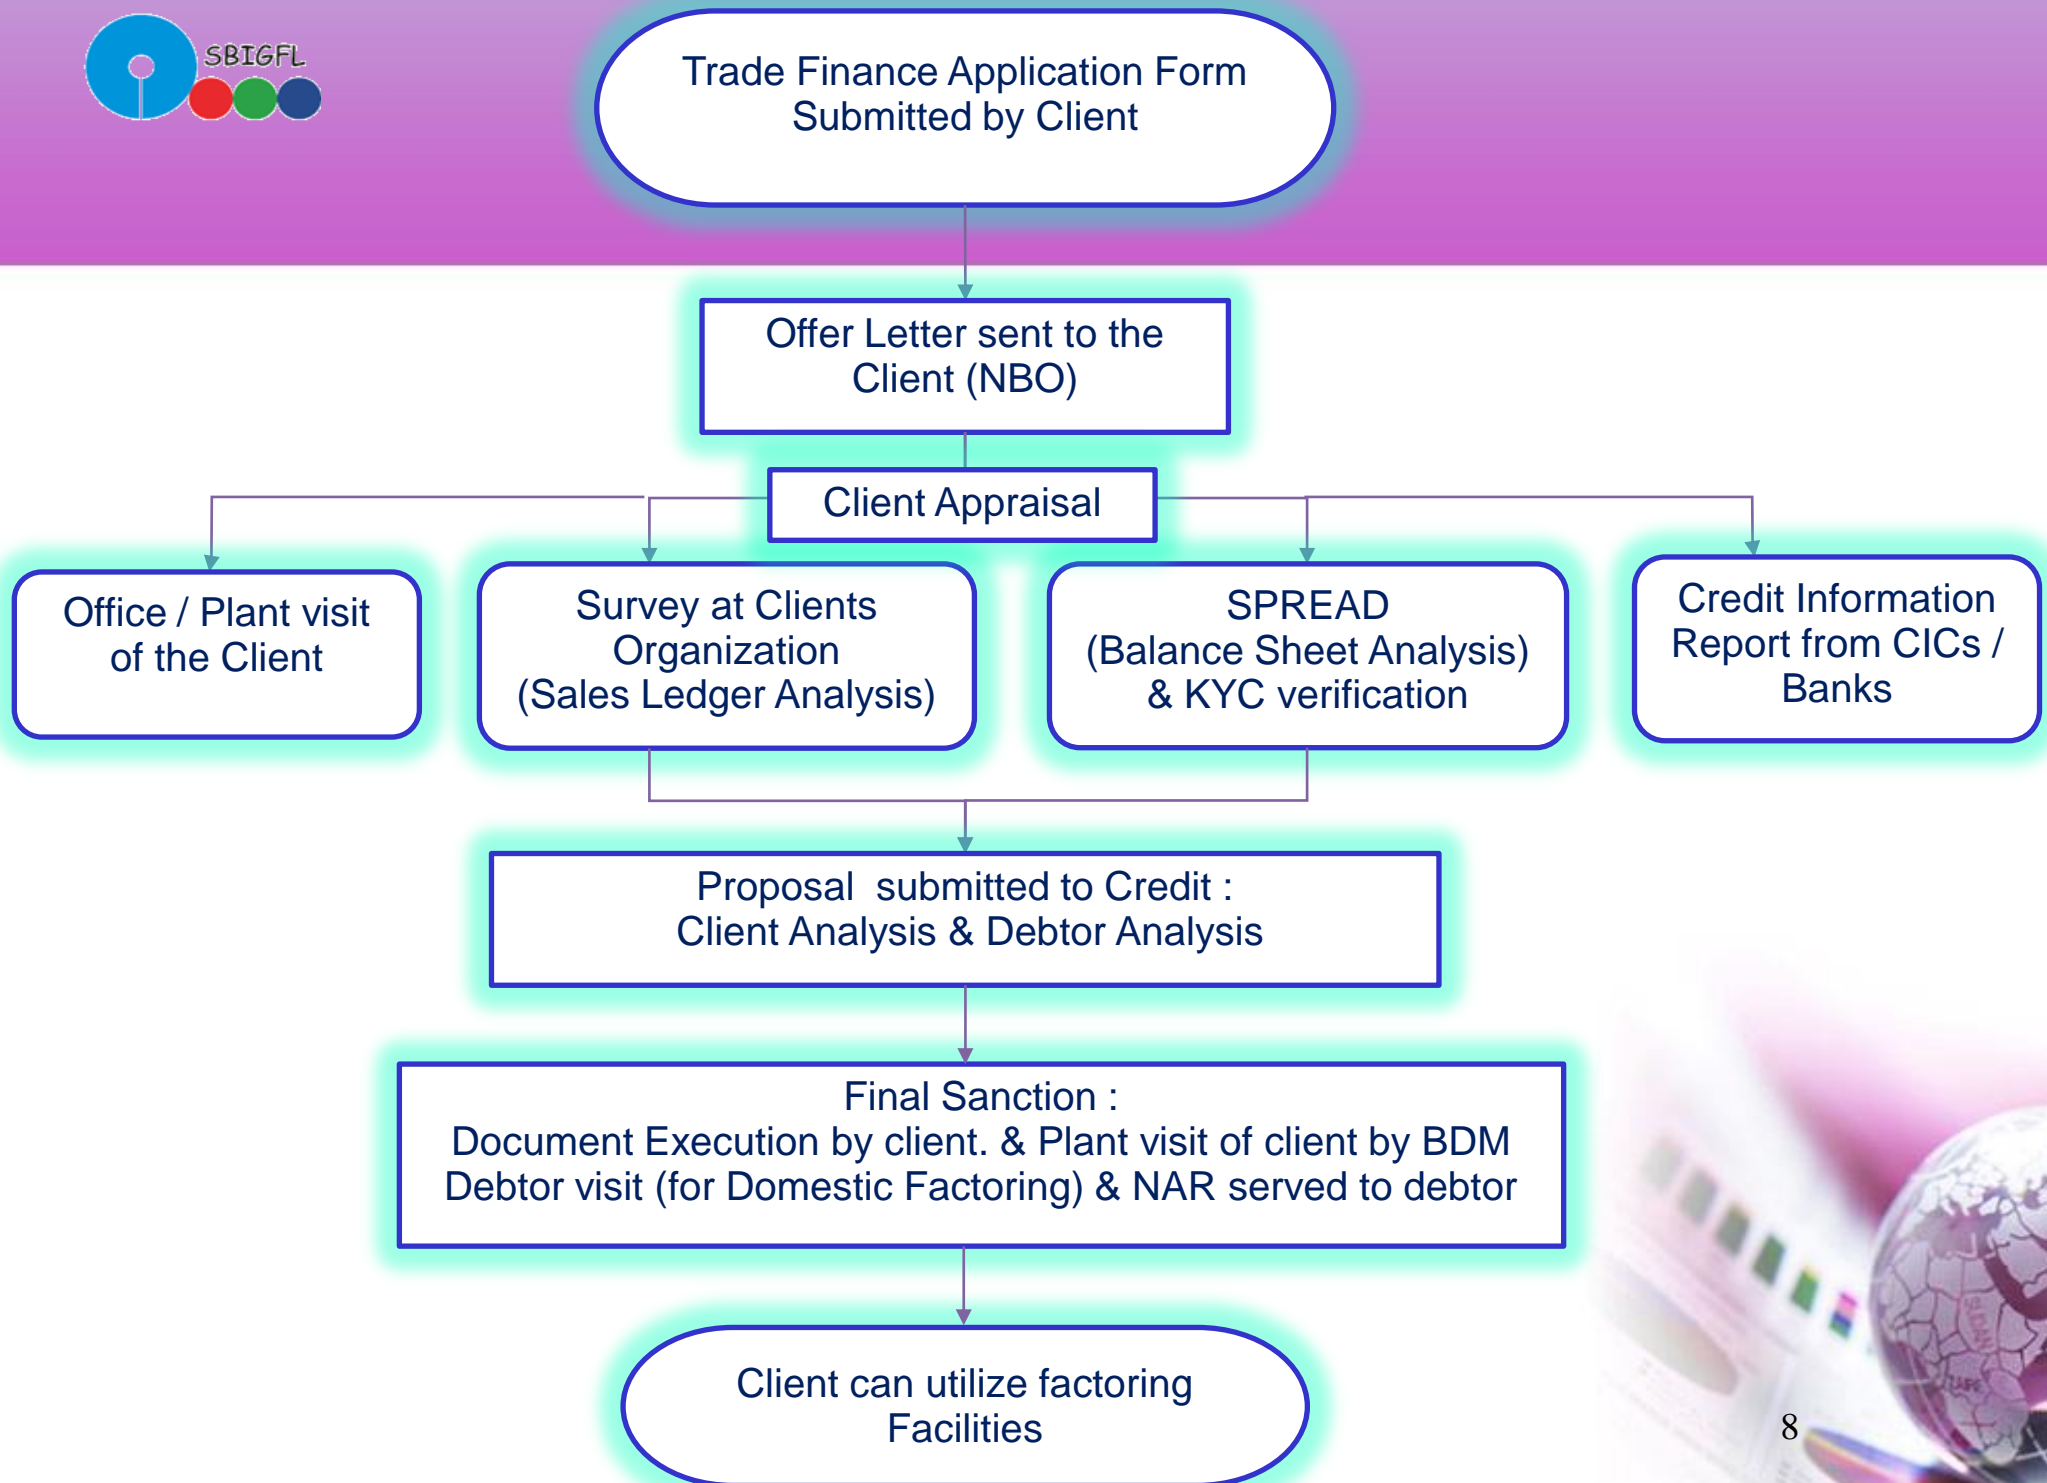 SBIGFL
Trade Finance Application Form
Submitted by Client
Offer Letter sent to the
Client (NBO)
Client Appraisal
Office / Plant visit
of the Client
Survey at Clients
Organization
(Sales Ledger Analysis)
SPREAD
(Balance Sheet Analysis)
& KYC verification
Credit Information
Report from CICs /
Banks
Proposal  submitted to Credit :
Client Analysis & Debtor Analysis
Final Sanction :
Document Execution by client. & Plant visit of client by BDM
Debtor visit (for Domestic Factoring) & NAR served to debtor
Client can utilize factoring
Facilities
SUDAN
8